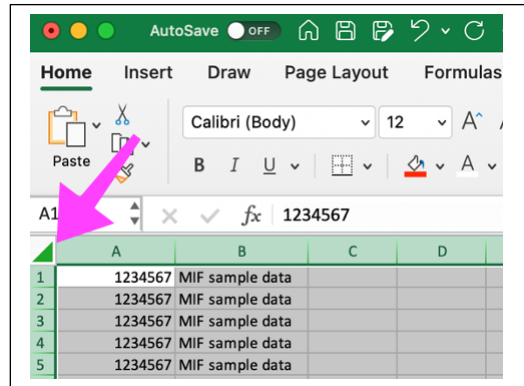 AutoSave OFF
Home Insert Draw Page Layout Formulas
Calibri (Body) 12 A^
Paste B I U A
A1 fx 1234567
A B C D
1 1234567 MIF sample data
2 1234567 MIF sample data
3 1234567 MIF sample data
4 1234567 MIF sample data
5 1234567 MIF sample data